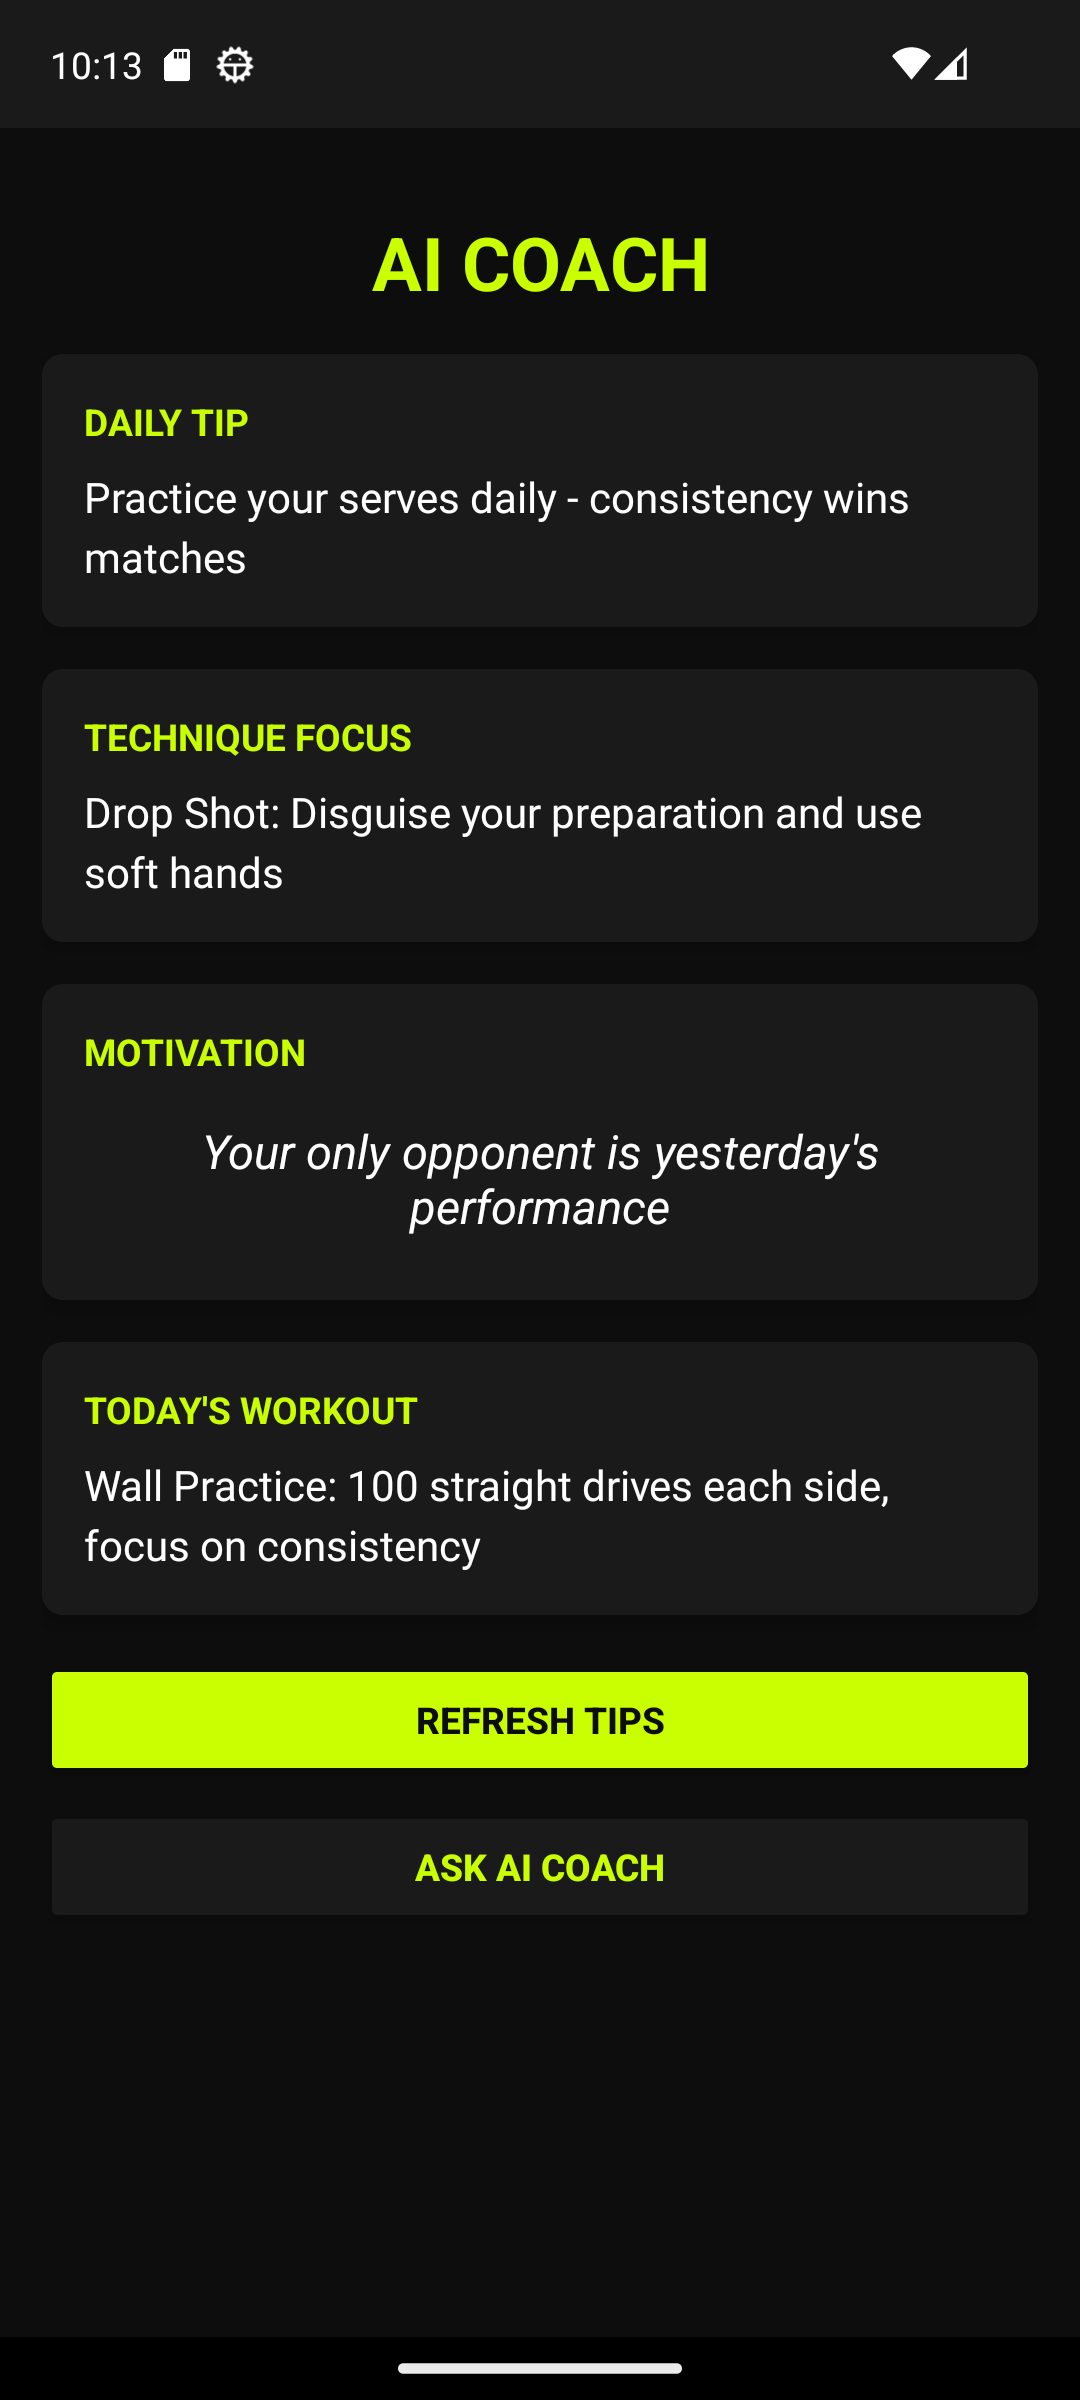 10:13
AI COACH
DAILY TIP
Practice your serves daily - consistency wins
matches
TECHNIQUE FOCUS
Drop Shot: Disguise your preparation and use
soft hands
MOTIVATION
Your only opponent is yesterday's
performance
TODAY'S WORKOUT
Wall Practice: 100 straight drives each side,
focus on consistency
REFRESH TIPS
ASK AI COACH